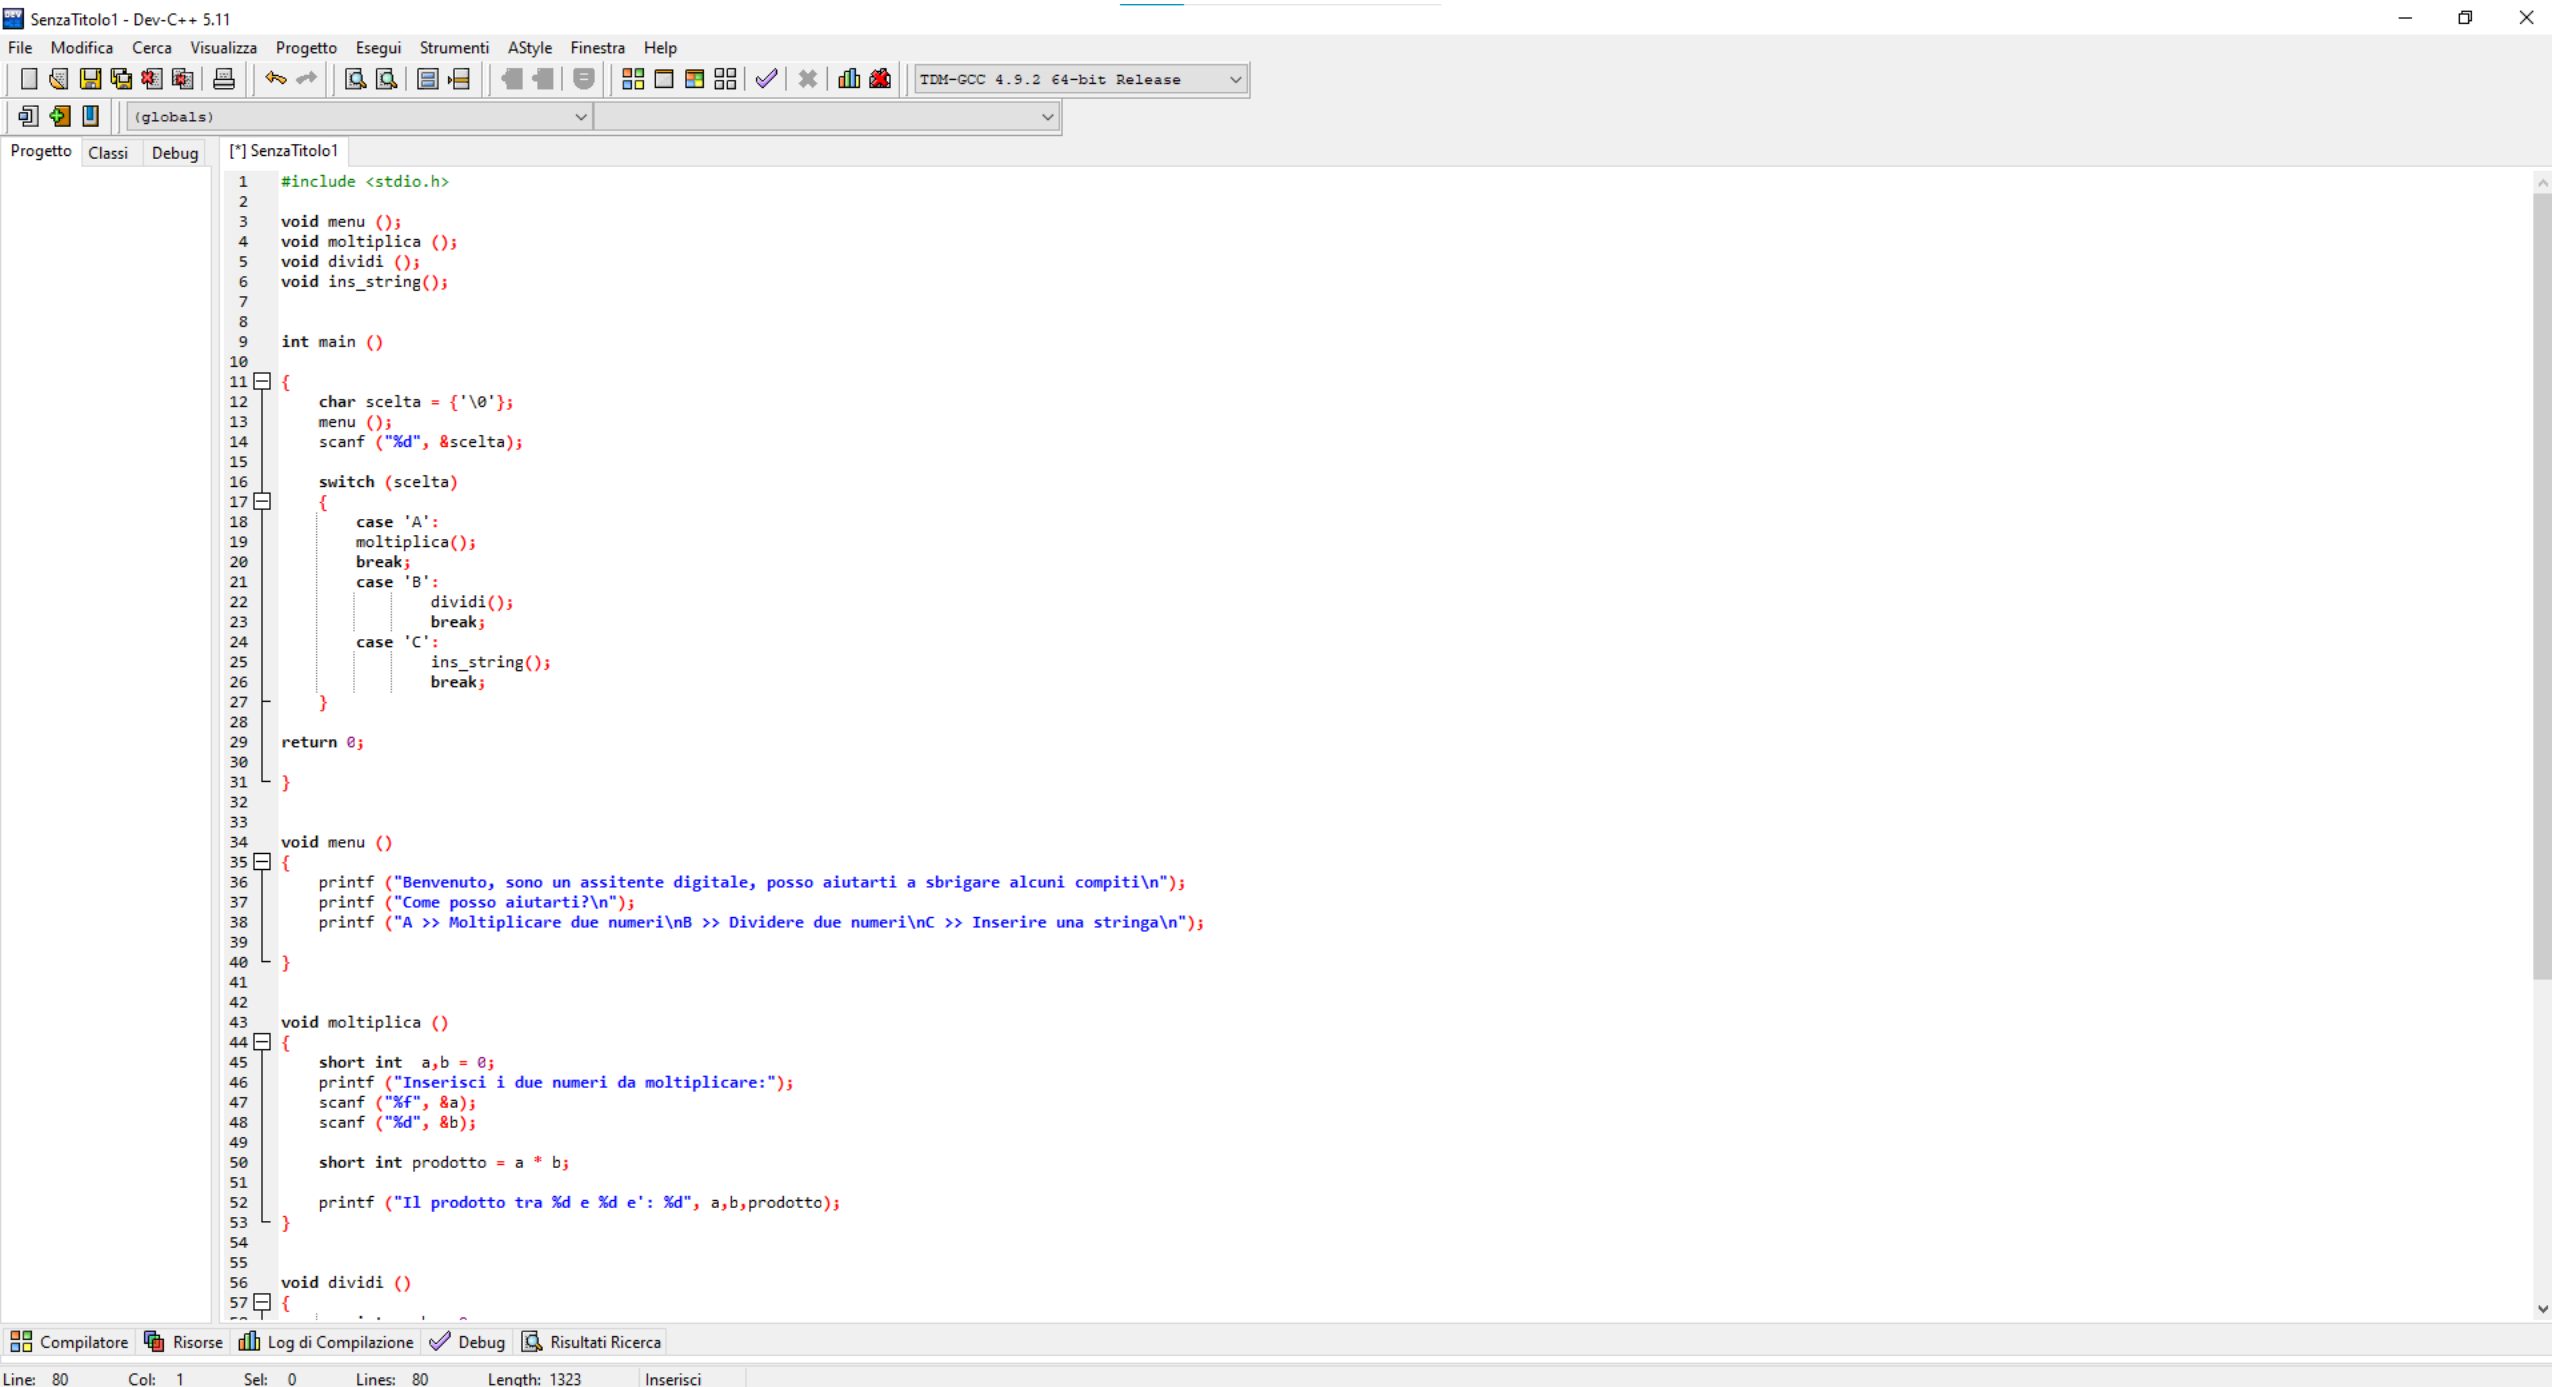 SenzaTitolo1 - Dev-C++ 5.11
File Modifica Cerca Visualizza Progetto Esegui Strumenti AStyle Finestra Help
TDM-GCC 4.9.2 64-bit Release
(globals)
Progetto Classi Debug [*] SenzaTitolo1
1 #include <stdio.h>
2
3 void menu ();
4 void moltiplica ();
5 void dividi ();
6 void ins_string();
7
8
9 int main ()
10
11 {
12 char scelta = {'\0'};
13 menu ();
14 scanf ("%d", &scelta);
15
16 switch (scelta)
17 {
18 case 'A':
19 moltiplica();
20 break;
21 case 'B':
22 dividi();
23 break;
24 case 'C':
25 ins_string();
26 break;
27 }
28
29 return 0;
30
31 }
32
33
34 void menu ()
35 {
36 printf ("Benvenuto, sono un assitente digitale, posso aiutarti a sbrigare alcuni compiti\n");
37 printf ("Come posso aiutarti?\n");
38 printf ("A >> Moltiplicare due numeri\nB >> Dividere due numeri\nC >> Inserire una stringa\n");
39
40 }
41
42
43 void moltiplica ()
44 {
45 short int a,b = 0;
46 printf ("Inserisci i due numeri da moltiplicare:");
47 scanf ("%f", &a);
48 scanf ("%d", &b);
49
50 short int prodotto = a * b;
51
52 printf ("Il prodotto tra %d e %d e': %d", a,b,prodotto);
53 }
54
55
56 void dividi ()
57 {
Compilatore Risorse Log di Compilazione Debug Risultati Ricerca
Line: 80 Col: 1 Sel: 0 Lines: 80 Length: 1323 Inserisci